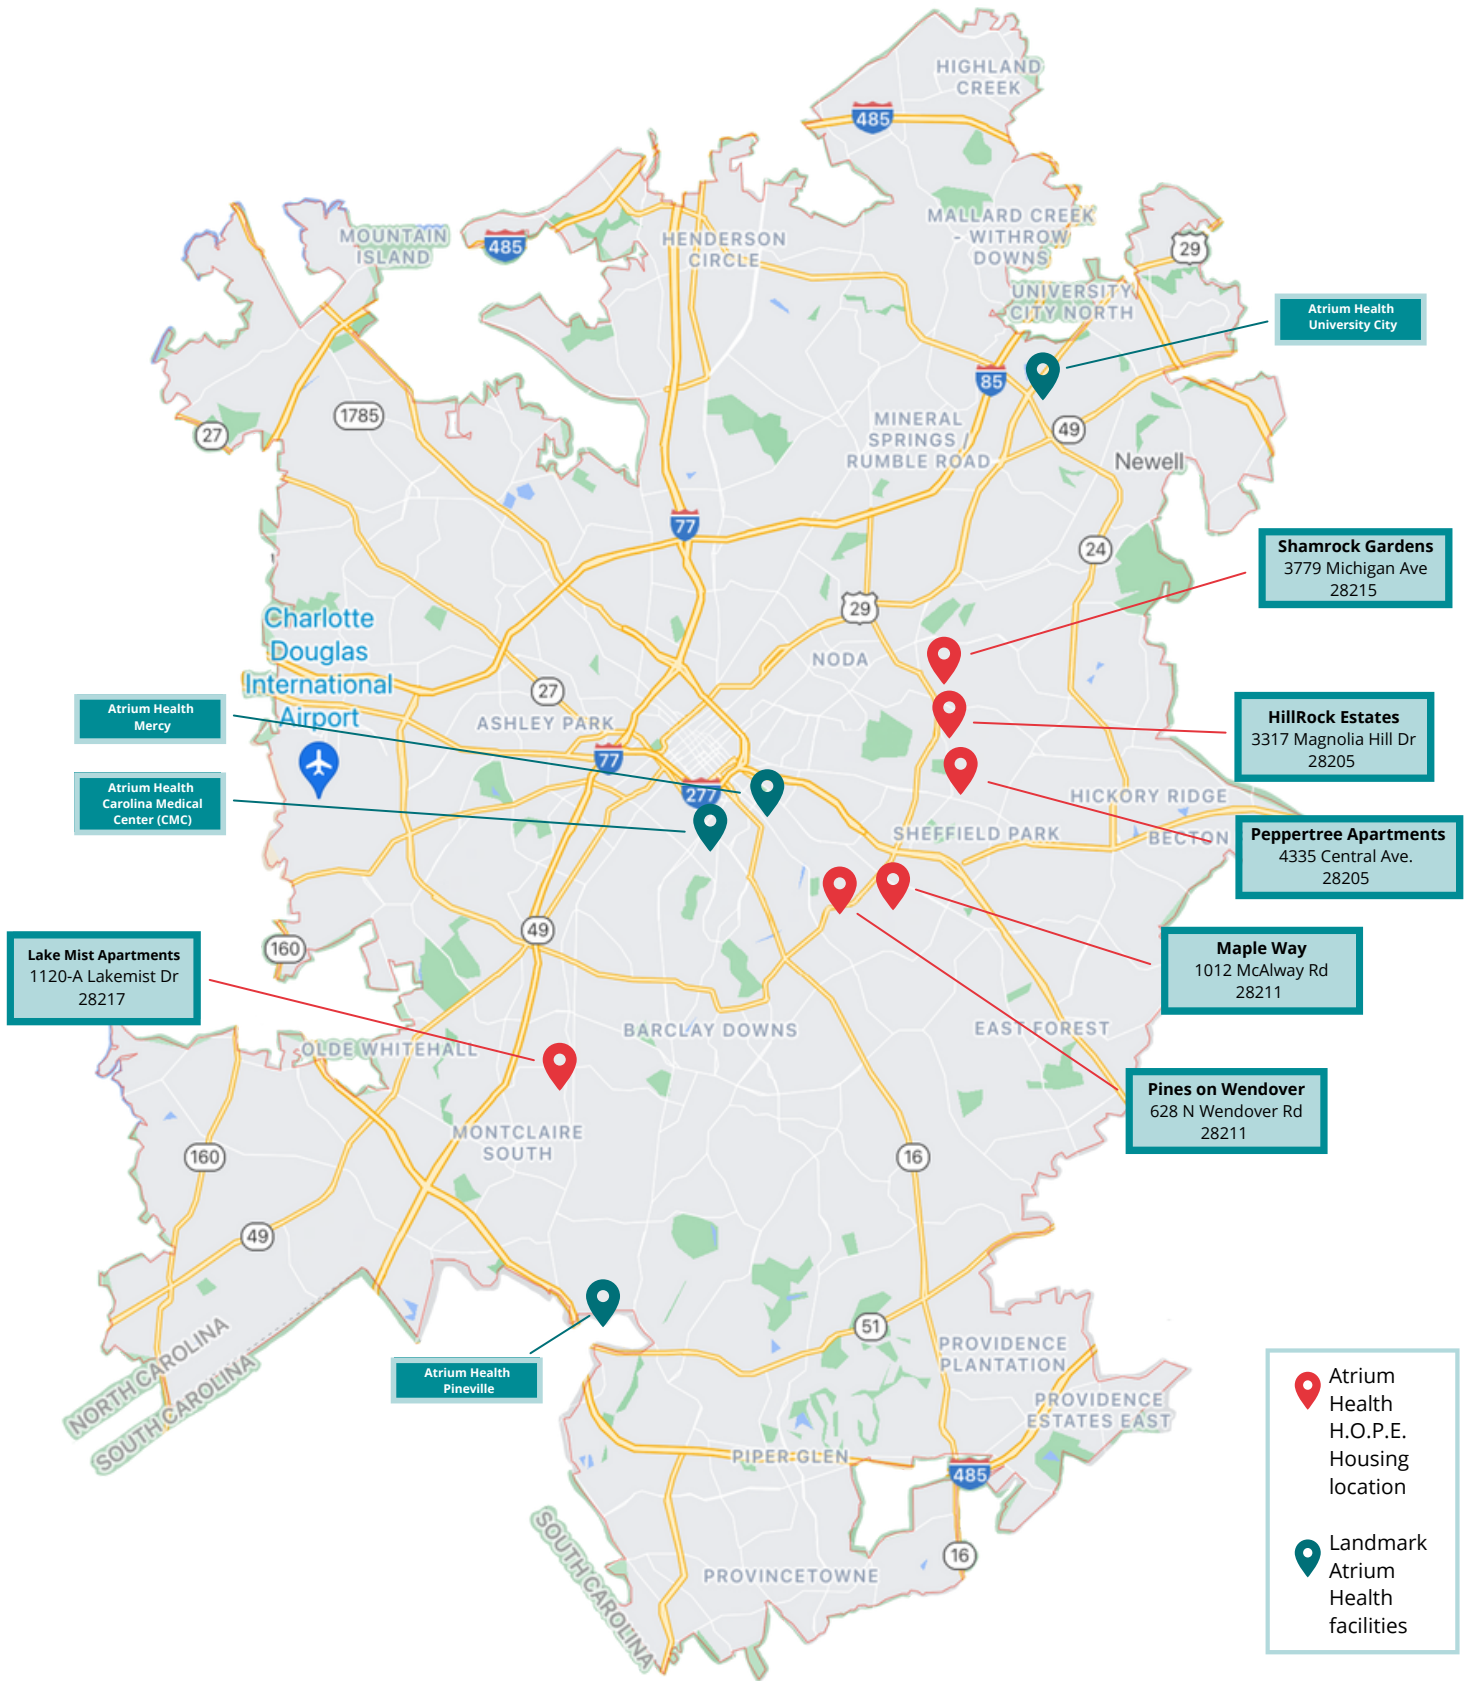 HIGHLAND
CREEK
485
MALLARD CREEK
- WITHROW
DOWNS
MOUNTAIN
ISLAND
485
HENDERSON
CIRCLE
29
UNIVERSITY
CITY NORTH
Atrium Health
University City
85
1785
27
MINERAL
SPRINGS /
RUMBLE ROAD
49
Newell
77
24
Shamrock Gardens
3779 Michigan Ave
28215
29
Charlotte
Douglas
International
Airport
NODA
27
ASHLEY PARK
Atrium Health
Mercy
HillRock Estates
3317 Magnolia Hill Dr
28205
77
277
Atrium Health
Carolina Medical
Center (CMC)
HICKORY RIDGE
SHEFFIELD PARK
BECTON
Peppertree Apartments
4335 Central Ave.
28205
49
160
Lake Mist Apartments
1120-A Lakemist Dr
28217
Maple Way
1012 McAlway Rd
28211
BARCLAY DOWNS
EAST FOREST
OLDE WHITEHALL
Pines on Wendover
628 N Wendover Rd
28211
MONTCLAIRE
SOUTH
160
16
49
51
NORTH CAROLINA
SOUTH CAROLINA
Atrium Health
Pineville
PROVIDENCE
PLANTATION
PROVIDENCE
ESTATES EAST
PIPER GLEN
485
SOUTH CAROLINA
16
PROVINCETOWNE
Atrium
Health
H.O.P.E.
Housing
location
Landmark
Atrium
Health
facilities